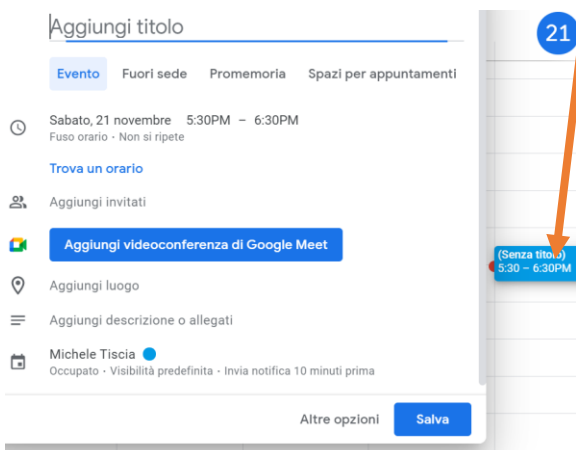 Aggiungi titolo
21
Evento Fuori sede Promemoria Spazi per appuntamenti
Sabato, 21 novembre 5:30PM – 6:30PM
Fuso orario · Non si ripete
Trova un orario
Aggiungi invitati
Aggiungi videoconferenza di Google Meet
(Senza titolo)
5:30 – 6:30PM
Aggiungi luogo
Aggiungi descrizione o allegati
Michele Tiscia
Occupato · Visibilità predefinita · Invia notifica 10 minuti prima
Altre opzioni Salva